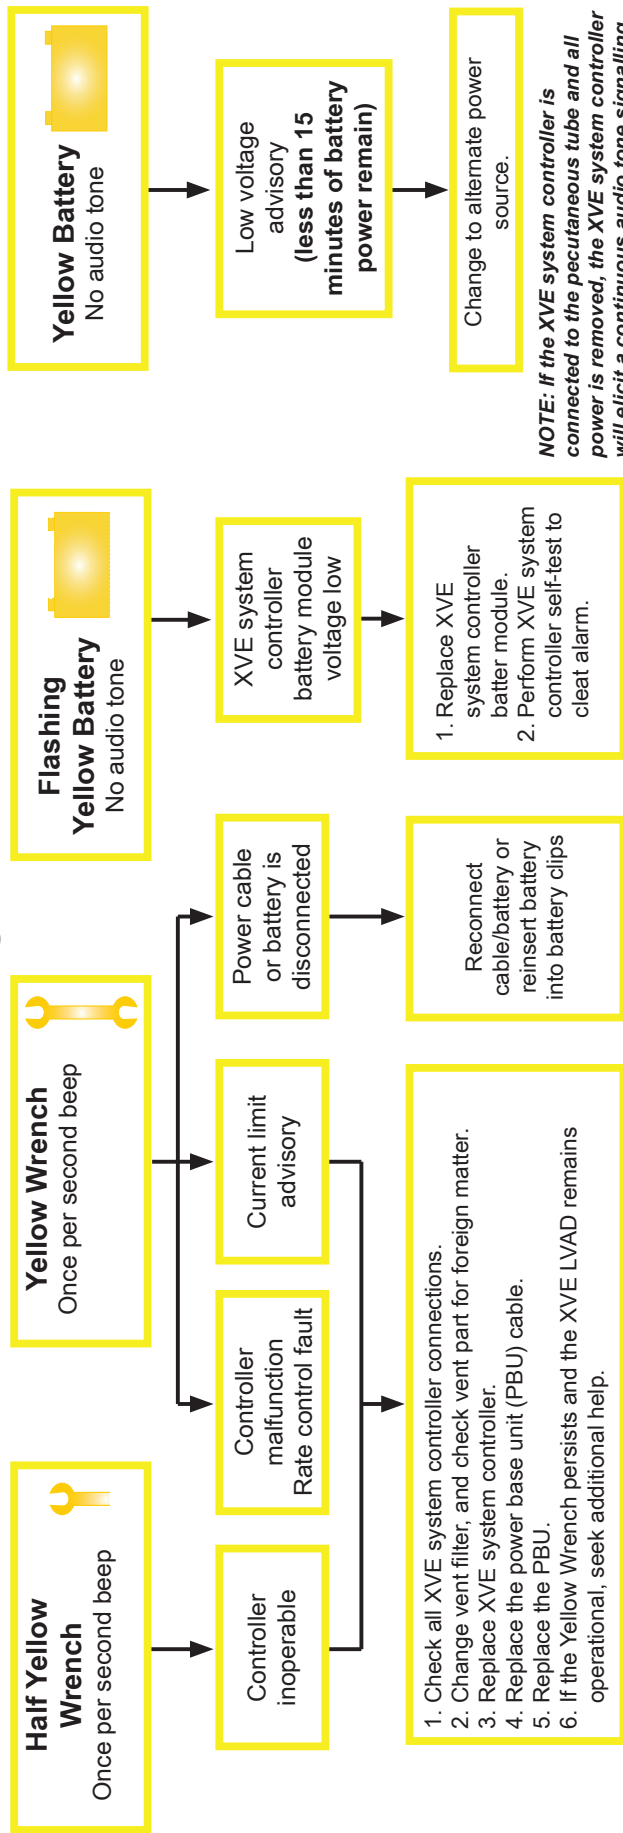 Half Yellow
Wrench
Once per second beep
Controller
inoperable
Yellow Wrench
Once per second beep
Controller
malfunction
Rate control fault
Current limit
advisory
Power cable
or battery is
disconnected
1. Check all XVE system controller connections.
2. Change vent filter, and check vent part for foreign matter.
3. Replace XVE system controller.
4. Replace the power base unit (PBU) cable.
5. Replace the PBU.
6. If the Yellow Wrench persists and the XVE LVAD remains
operational, seek additional help.
Reconnect
cable/battery or
reinsert battery
into battery clips
Flashing
Yellow Battery
No audio tone
XVE system
controller
battery module
voltage low
1. Replace XVE
system controller
batter module.
2. Perform XVE system
controller self-test to
cleat alarm.
Yellow Battery
No audio tone
Low voltage
advisory
(less than 15
minutes of battery
power remain)
Change to alternate power
source.
NOTE: If the XVE system controller is
connected to the pecutaneous tube and all
power is removed, the XVE system controller
will elicit a continuous audio tone signalling